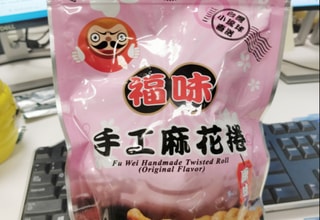 福味
手工麻花捲
Fu Wei Handmade Twisted Roll
(Original Flavor)